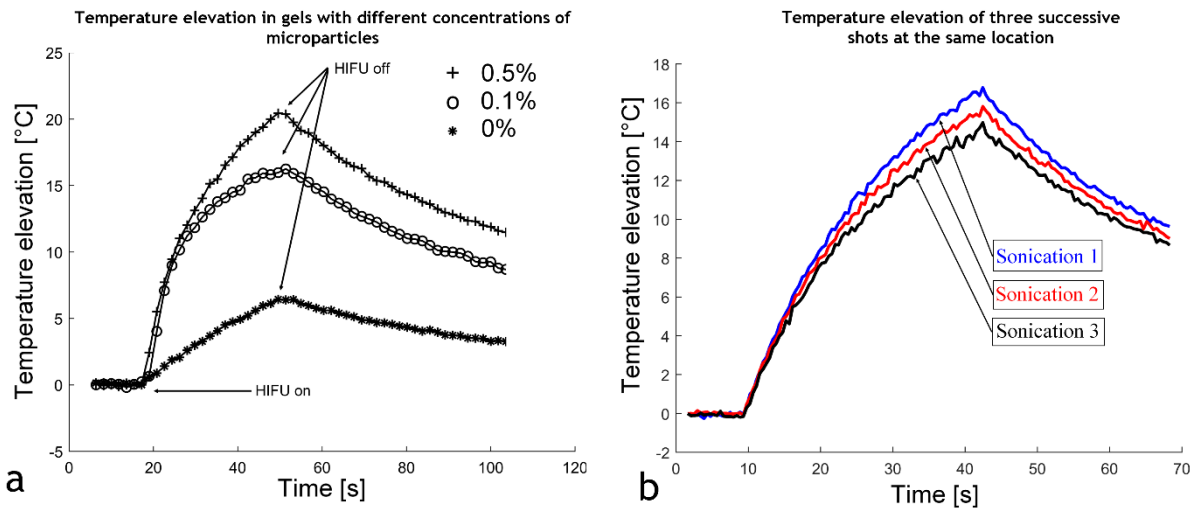 Temperature elevation in gels with different concentrations of
microparticles
25
20
15
10
5
0
-5
Temperature elevation [°C]
HIFU off
+ 0.5%
o 0.1%
* 0%
HIFU on
0
20
40
60
80
100
120
Time [s]
a
Temperature elevation of three successive
shots at the same location
18
16
14
12
10
8
6
4
2
0
-2
Temperature elevation [°C]
Sonication 1
Sonication 2
Sonication 3
0
10
20
30
40
50
60
70
Time [s]
b